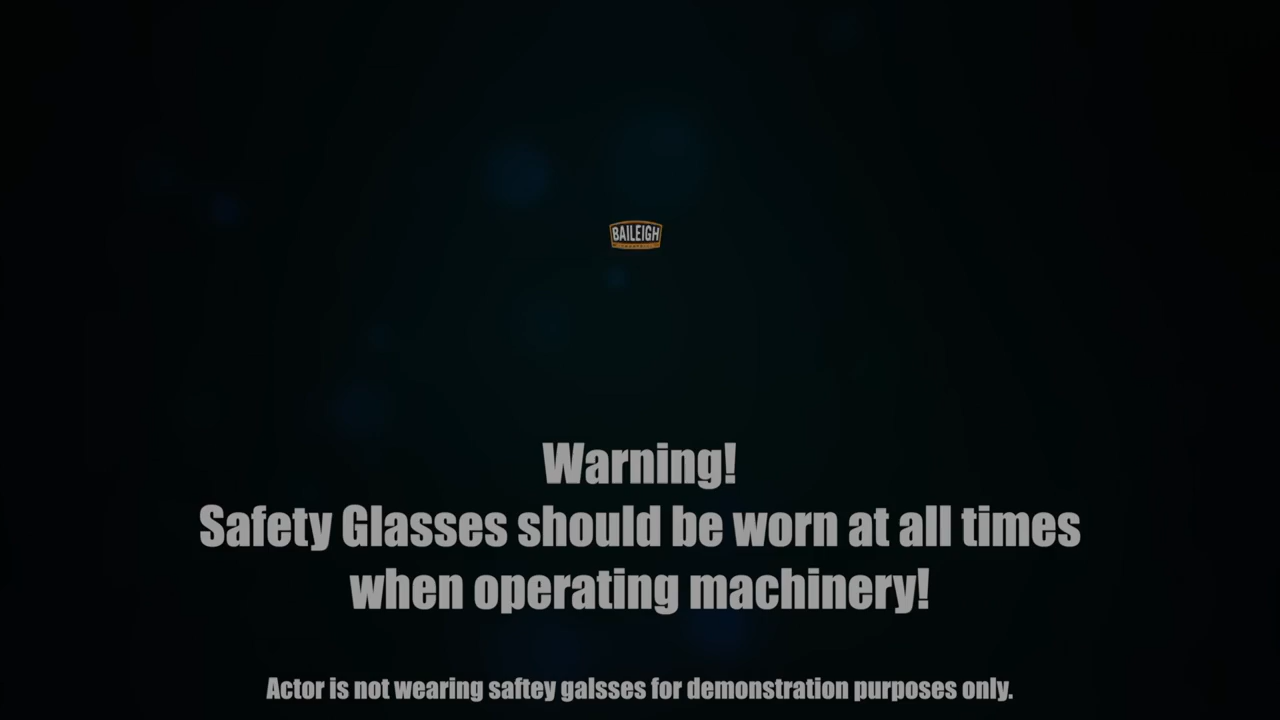 BAILEIGH
Warning!
Safety Glasses should be worn at all times
when operating machinery!
Actor is not wearing saftey galsses for demonstration purposes only.